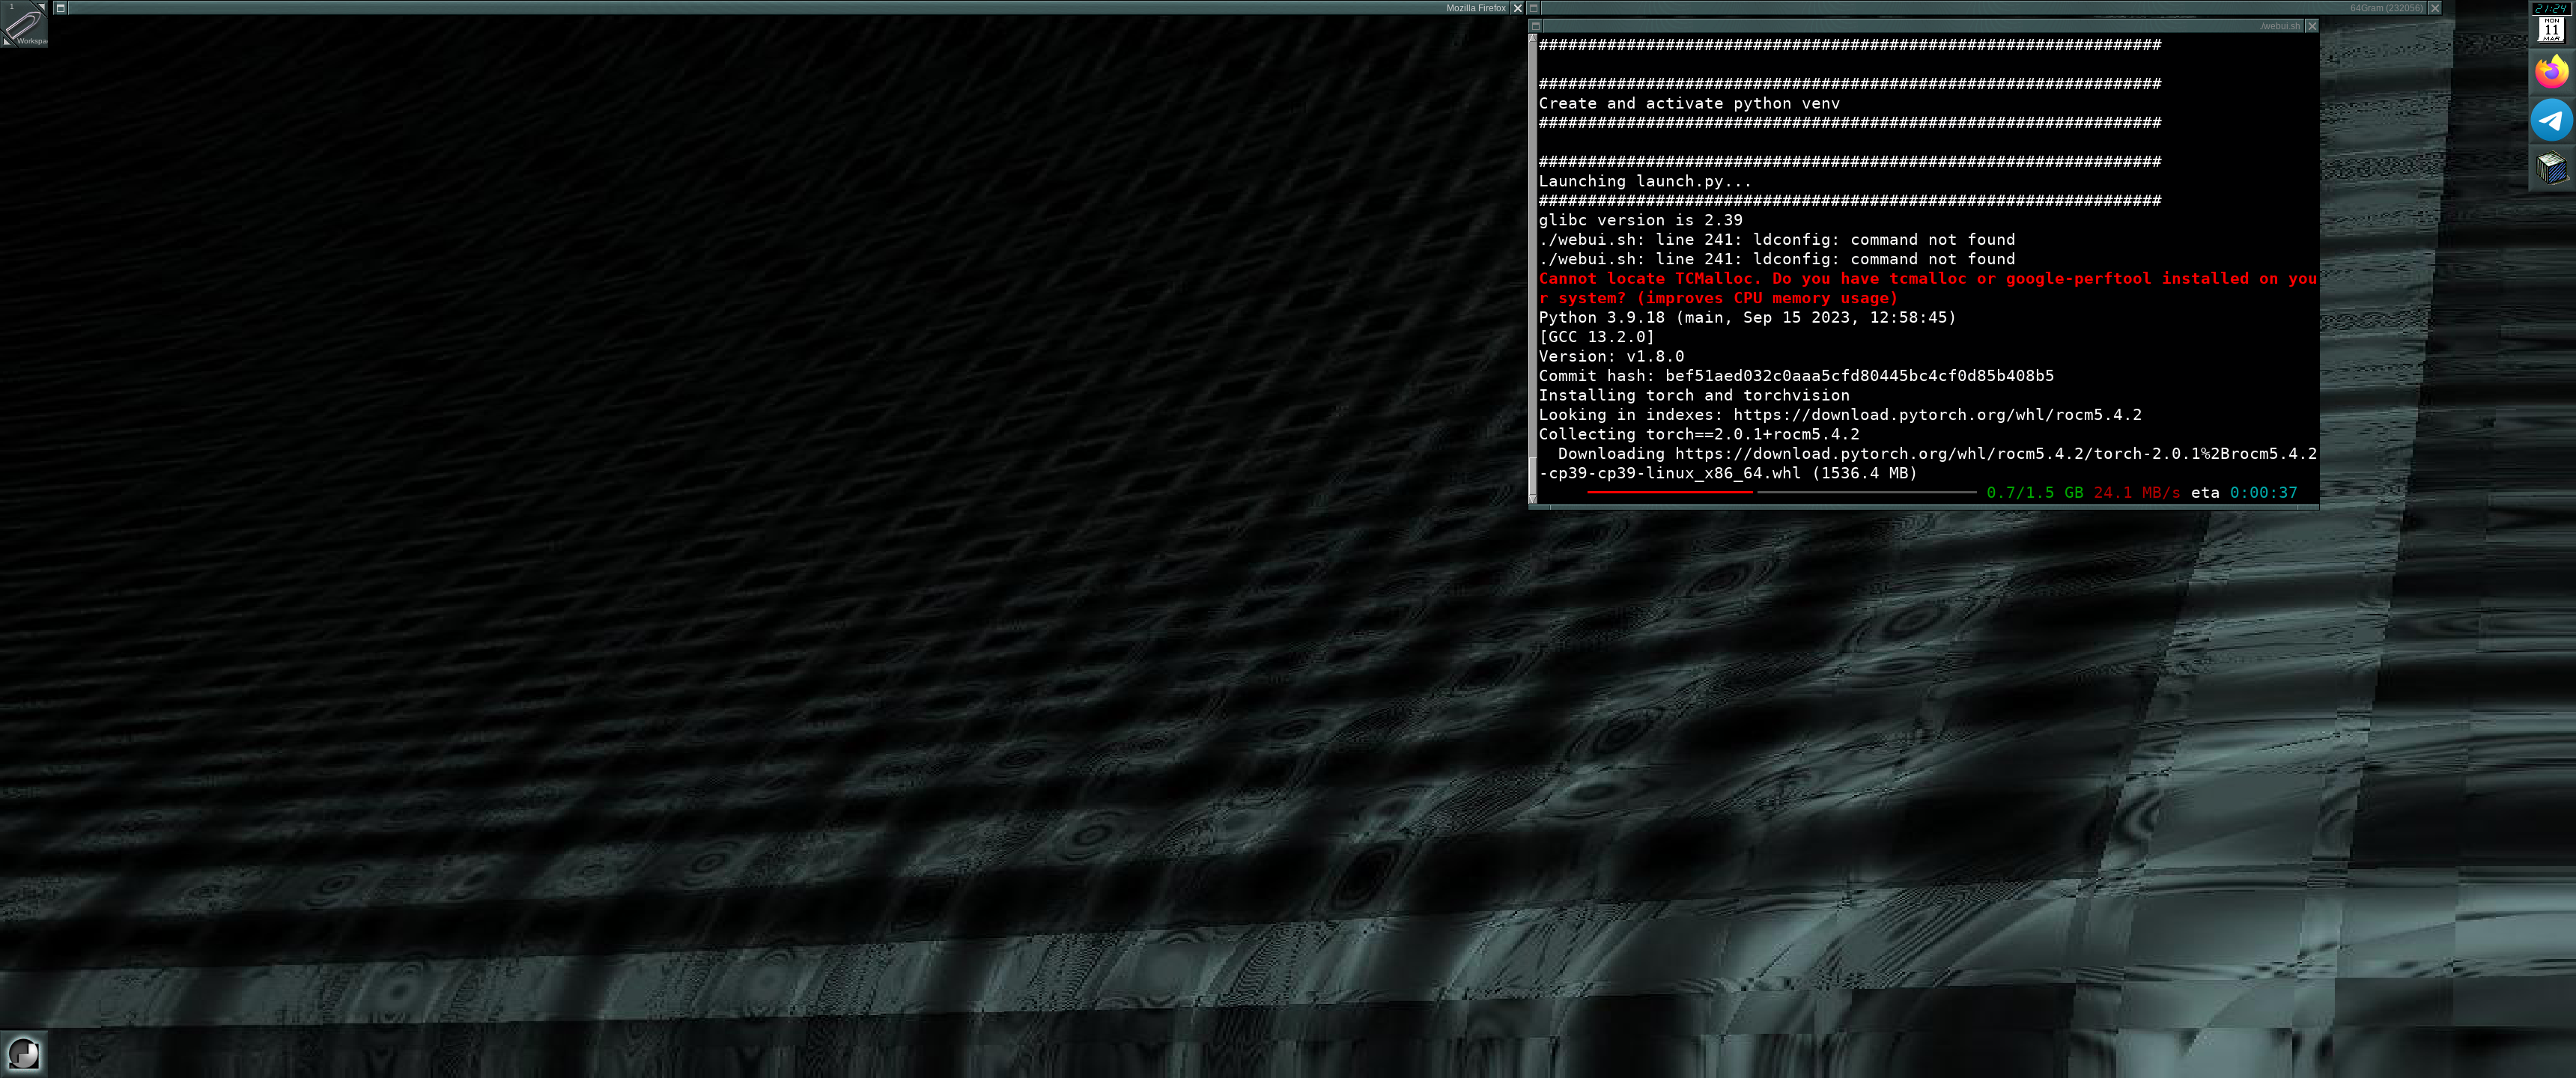 1
Workspa
Mozilla Firefox
64Gram (232056)
./webui.sh
21:24
MON
11
MAR
################################################################
################################################################
Create and activate python venv
################################################################
################################################################
Launching launch.py...
################################################################
glibc version is 2.39
./webui.sh: line 241: ldconfig: command not found
./webui.sh: line 241: ldconfig: command not found
Cannot locate TCMalloc. Do you have tcmalloc or google-perftool installed on you
r system? (improves CPU memory usage)
Python 3.9.18 (main, Sep 15 2023, 12:58:45)
[GCC 13.2.0]
Version: v1.8.0
Commit hash: bef51aed032c0aaa5cfd80445bc4cf0d85b408b5
Installing torch and torchvision
Looking in indexes: https://download.pytorch.org/whl/rocm5.4.2
Collecting torch==2.0.1+rocm5.4.2
Downloading https://download.pytorch.org/whl/rocm5.4.2/torch-2.0.1%2Brocm5.4.2
-cp39-cp39-linux_x86_64.whl (1536.4 MB)
0.7/1.5 GB 24.1 MB/s eta 0:00:37